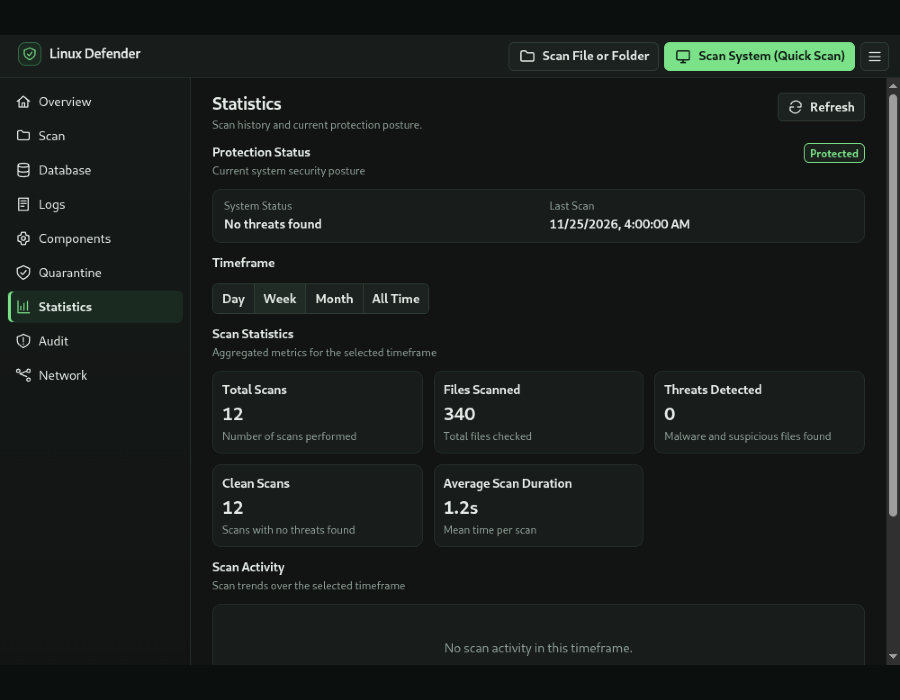 Linux Defender
Scan File or Folder
Scan System (Quick Scan)
Overview
Scan
Database
Logs
Components
Quarantine
Statistics
Audit
Network
Statistics
Scan history and current protection posture.
Refresh
Protection Status
Current system security posture
Protected
System Status
No threats found
Last Scan
11/25/2026, 4:00:00 AM
Timeframe
Day Week Month All Time
Scan Statistics
Aggregated metrics for the selected timeframe
Total Scans
12
Number of scans performed
Files Scanned
340
Total files checked
Threats Detected
0
Malware and suspicious files found
Clean Scans
12
Scans with no threats found
Average Scan Duration
1.2s
Mean time per scan
Scan Activity
Scan trends over the selected timeframe
No scan activity in this timeframe.